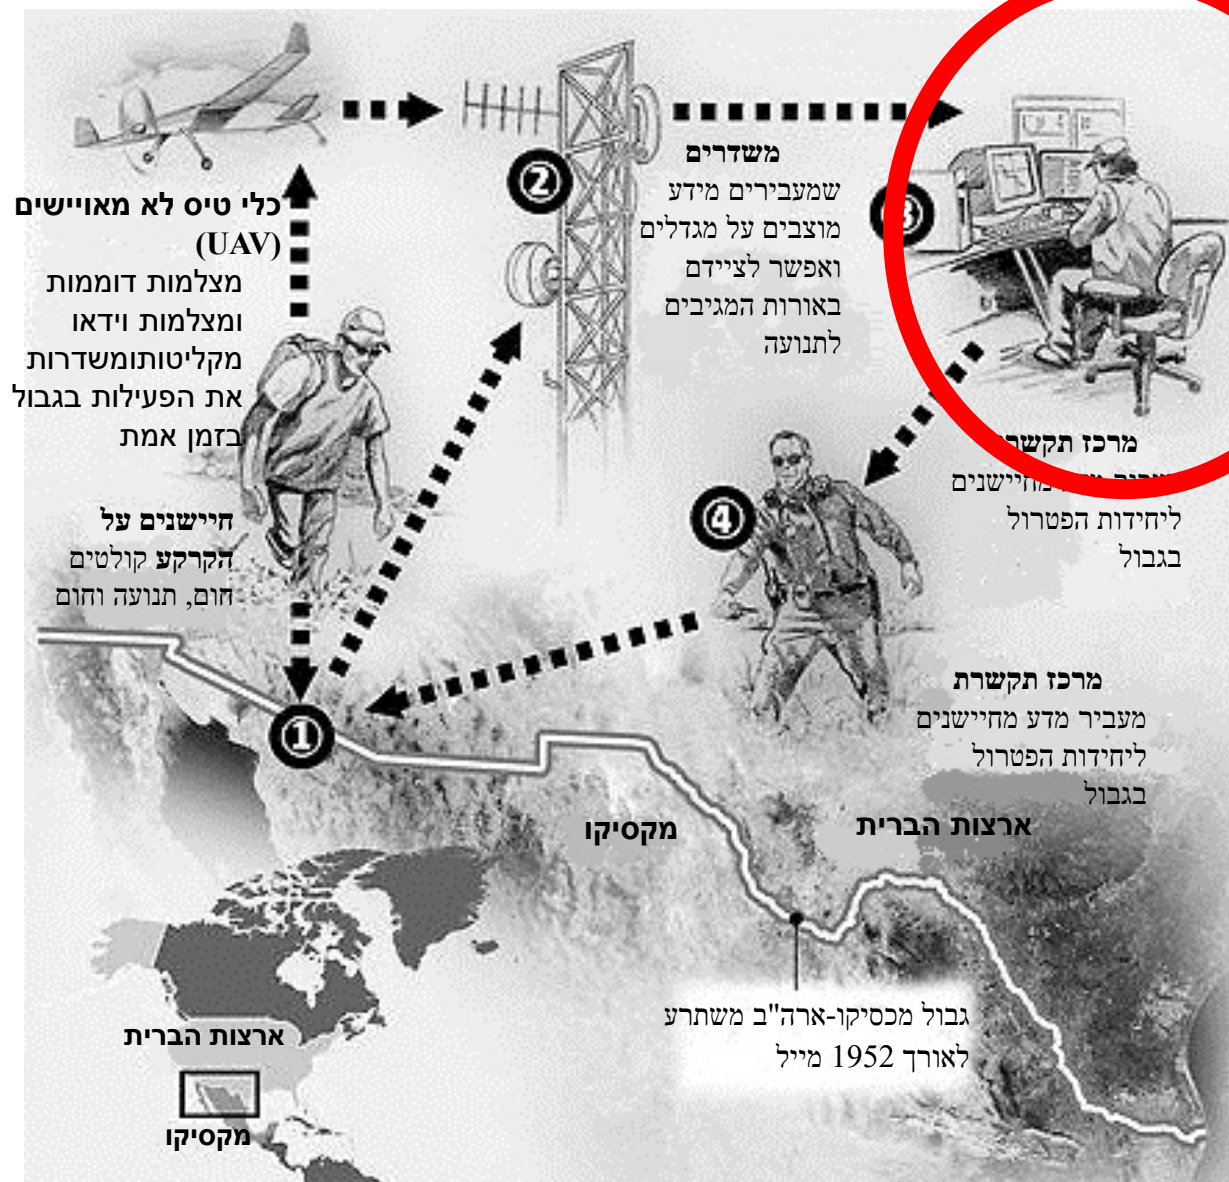 כלי טיס לא מאויישים
(UAV)
מצלמות דוממות
ומצלמות וידאו
מקליטותומשדרות
את הפעילות בגבול
בזמן אמת
②
משדרים
שמעבירים מידע
מוצבים על מגדלים
ואפשר לציידם
באורות המגיבים
לתנועה
מרכז תקשרת
מחיישנים
ליחידות הפטרול
בגבול
חיישנים על
הקרקע קולטים
חום, תנועה וחום
④
①
מרכז תקשרת
מעביר מדע מחיישנים
ליחידות הפטרול
בגבול
מקסיקו
ארצות הברית
גבול מכסיקו-ארה"ב משתרע
לאורך 1952 מייל
ארצות הברית
מקסיקו